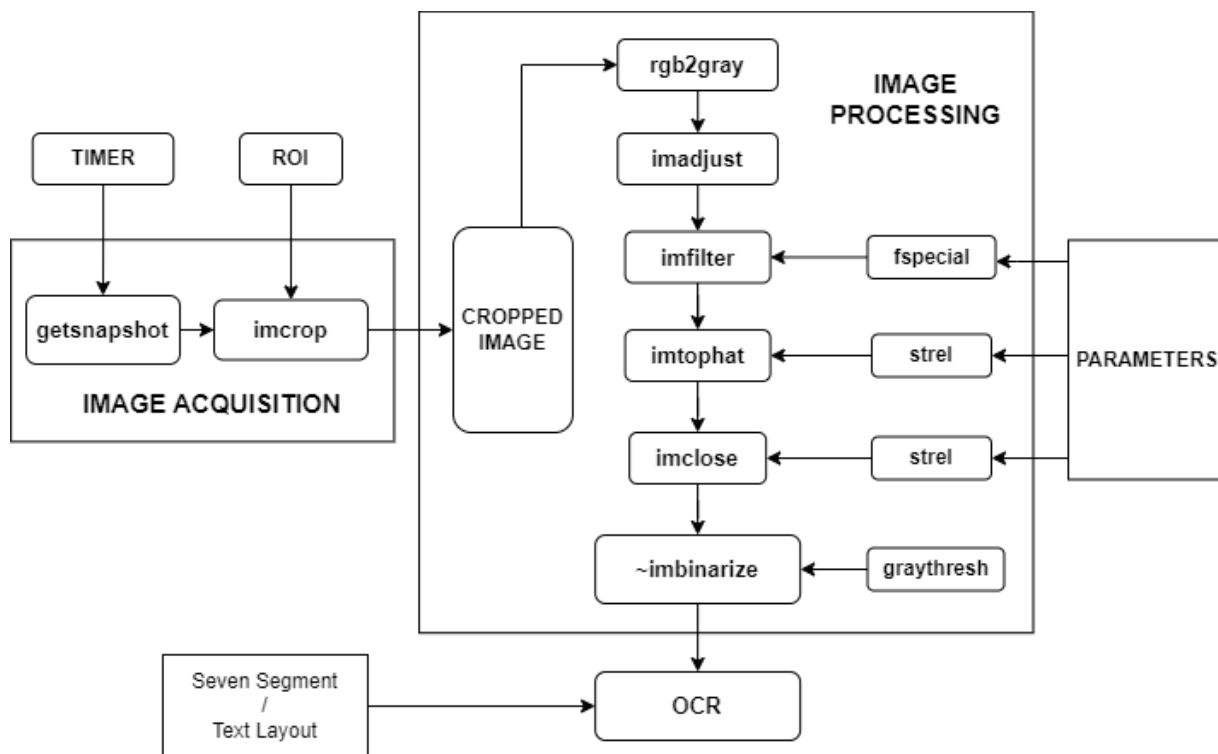 rgb2gray
IMAGE
PROCESSING
TIMER
ROI
imadjust
imfilter
fspecial
getsnapshot
imcrop
CROPPED
IMAGE
imtophat
strel
PARAMETERS
IMAGE ACQUISITION
imclose
strel
~imbinarize
graythresh
Seven Segment
/
Text Layout
OCR